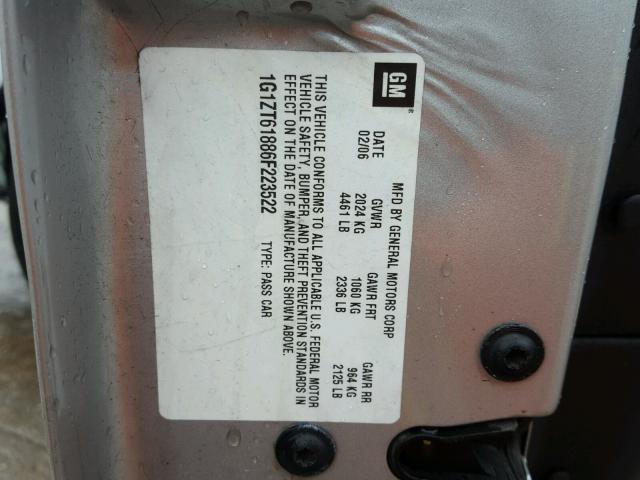 GM
®
MFD BY GENERAL MOTORS CORP
DATE GVWR GAWR FRT GAWR RR
02/06 2024 KG 1060 KG 964 KG
4461 LB 2336 LB 2125 LB
THIS VEHICLE CONFORMS TO ALL APPLICABLE U.S. FEDERAL MOTOR
VEHICLE SAFETY, BUMPER, AND THEFT PREVENTION STANDARDS IN
EFFECT ON THE DATE OF MANUFACTURE SHOWN ABOVE.
1G1ZT61886F223522 TYPE: PASS CAR